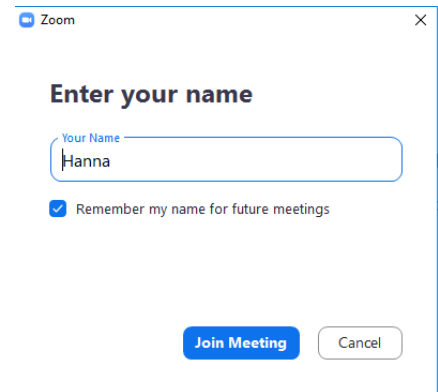 Zoom
Enter your name
Your Name
Hanna
Remember my name for future meetings
Join Meeting Cancel